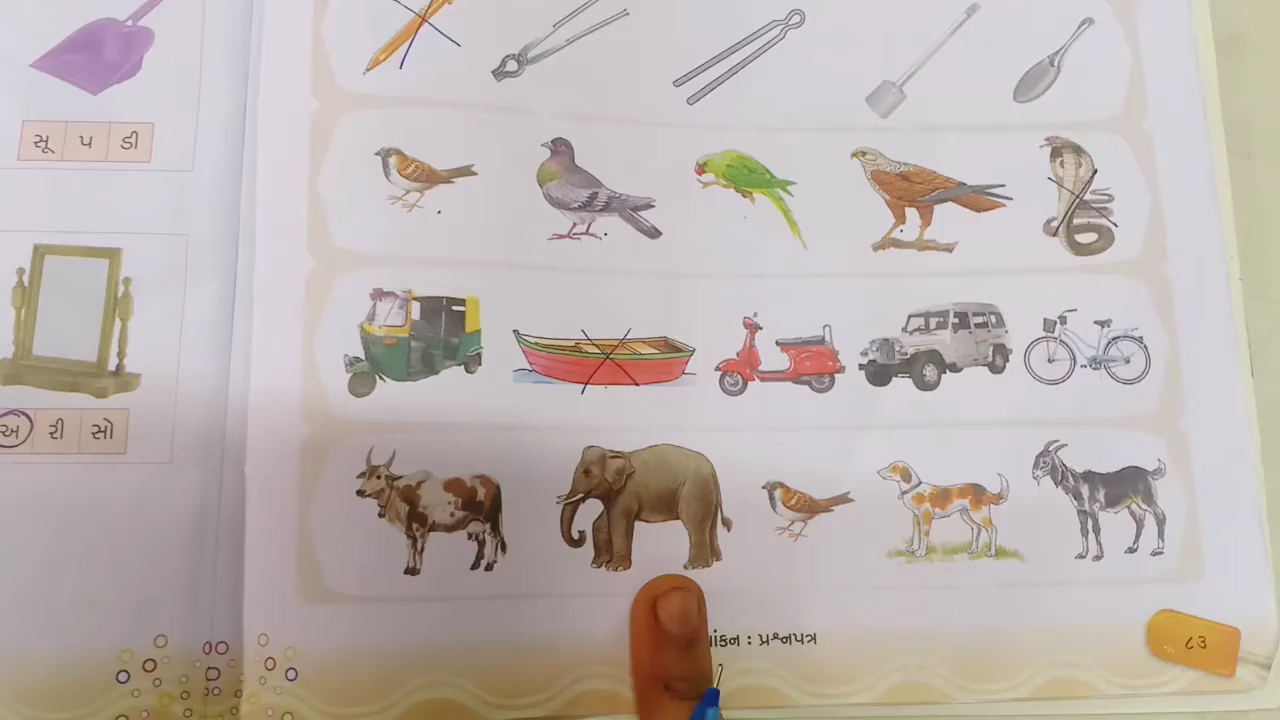 સૂ પ ડી
અ રી સો
કન : પ્રશ્નપત્ર
૮૩